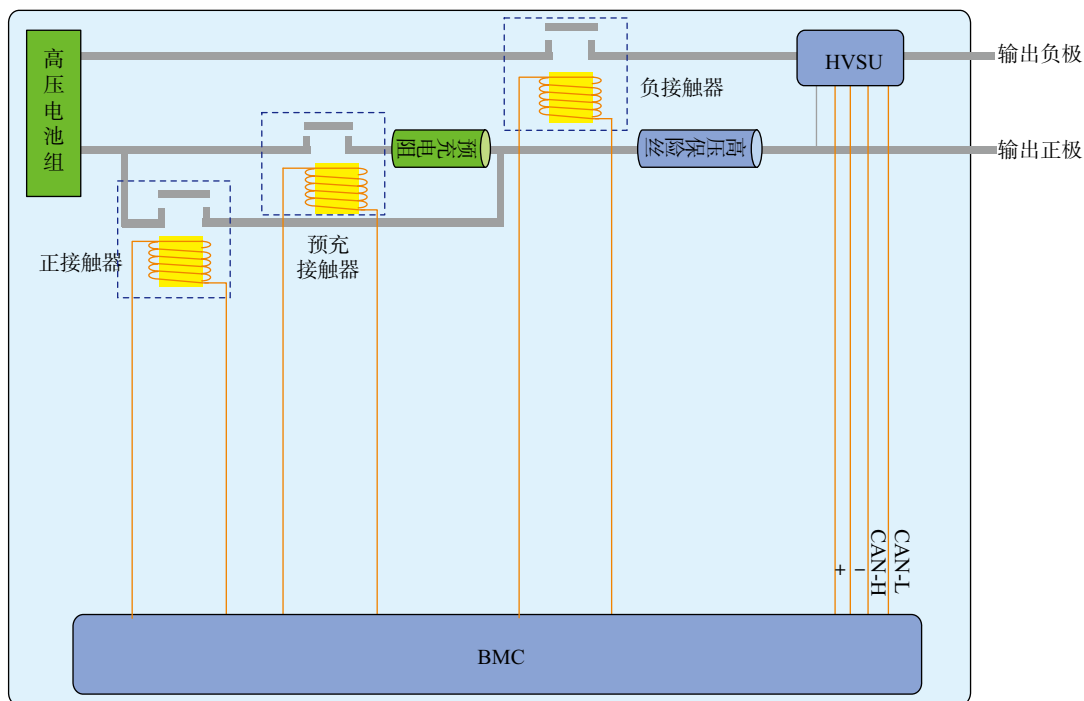 高压电池组
HVSU
输出负极
负接触器
预充电阻
高压保险丝
输出正极
正接触器
预充
接触器
+
−
CAN-H
CAN-L
BMC